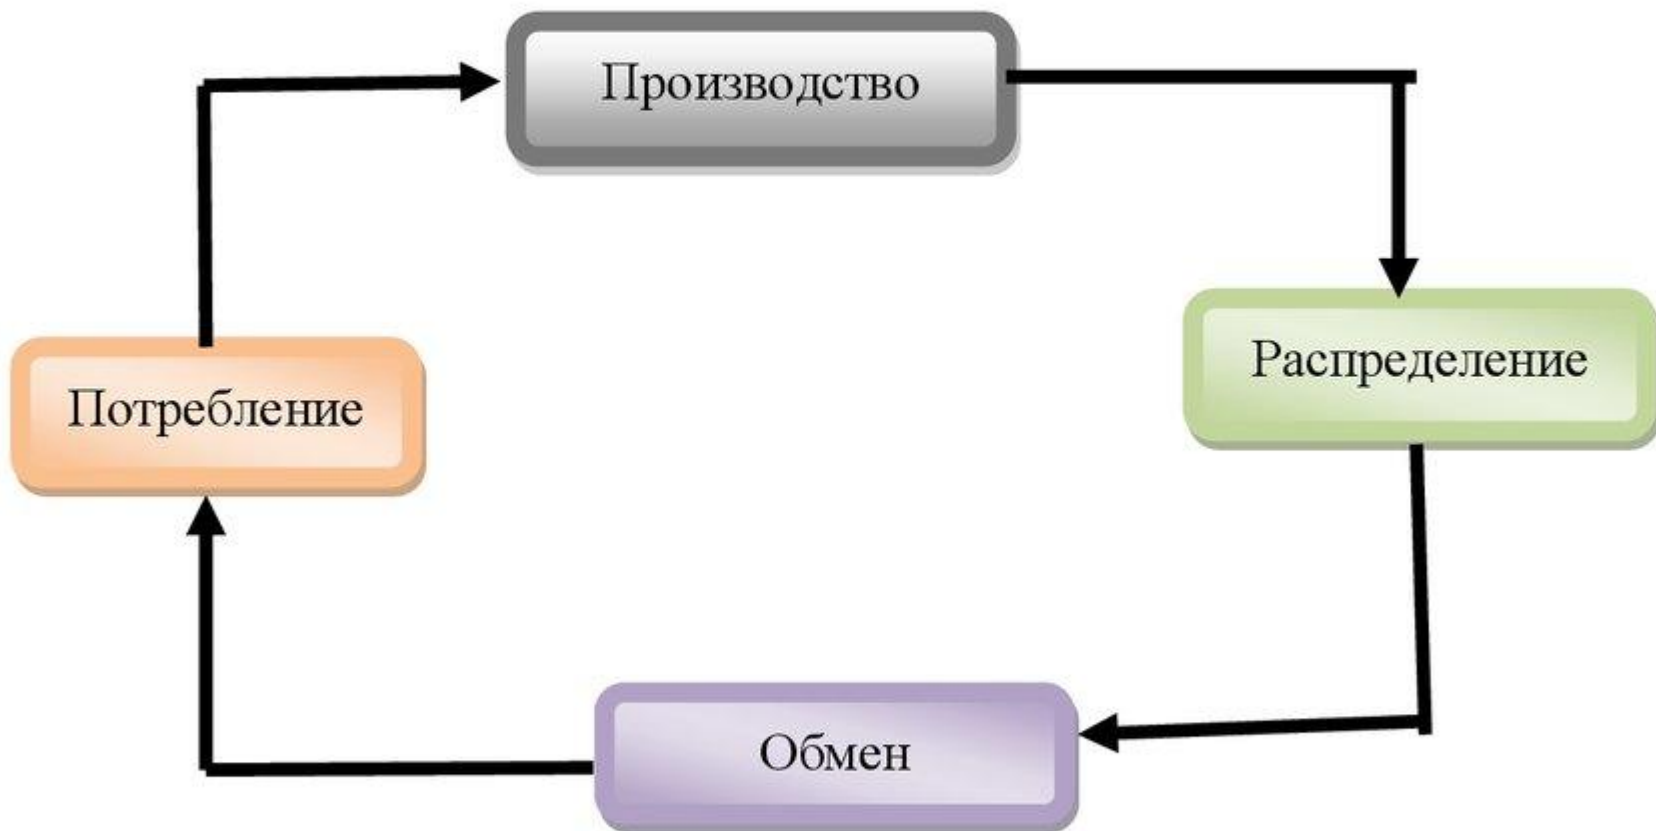 Производство
Распределение
Потребление
Обмен